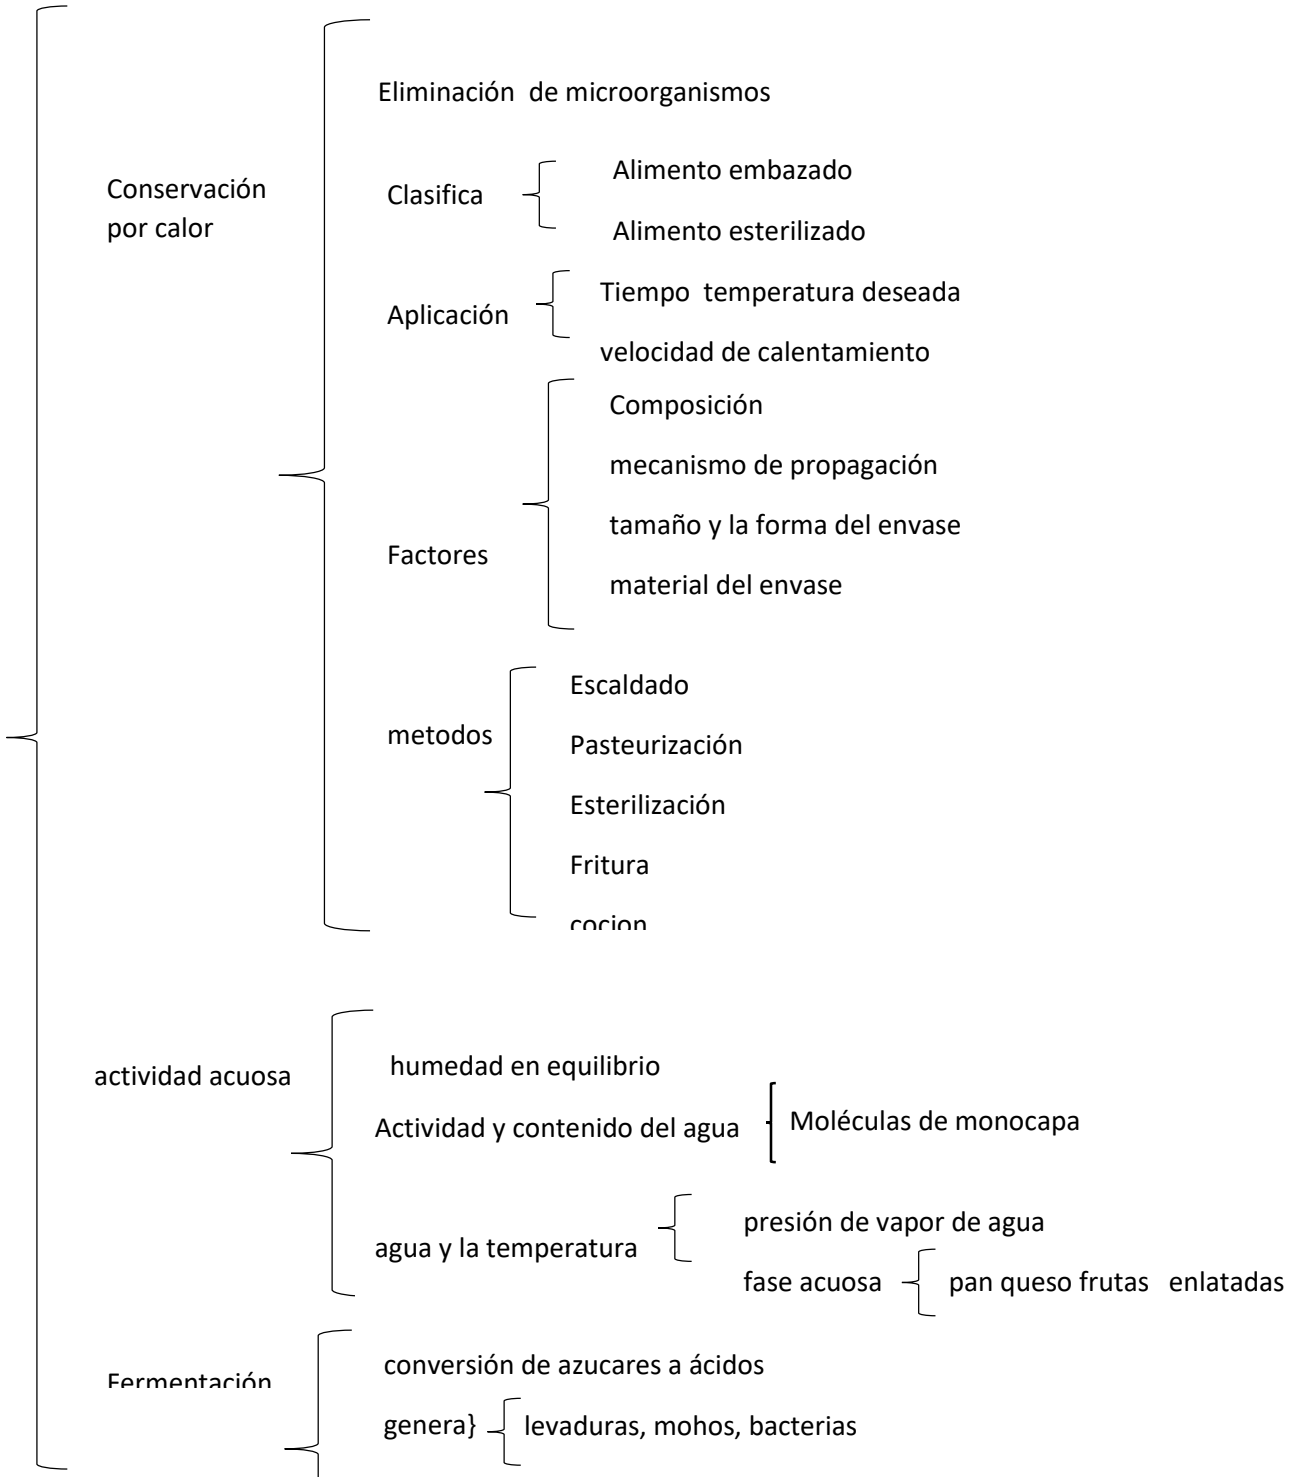 Eliminación  de microorganismos
Conservación
por calor
Clasifica
Alimento embazado
Alimento esterilizado
Aplicación
Tiempo  temperatura deseada
velocidad de calentamiento
Factores
Composición
mecanismo de propagación
tamaño y la forma del envase
material del envase
metodos
Escaldado
Pasteurización
Esterilización
Fritura
cocion
actividad acuosa
humedad en equilibrio
Actividad y contenido del agua
Moléculas de monocapa
agua y la temperatura
presión de vapor de agua
fase acuosa
pan queso frutas   enlatadas
Fermentación
conversión de azucares a ácidos
genera}
levaduras, mohos, bacterias